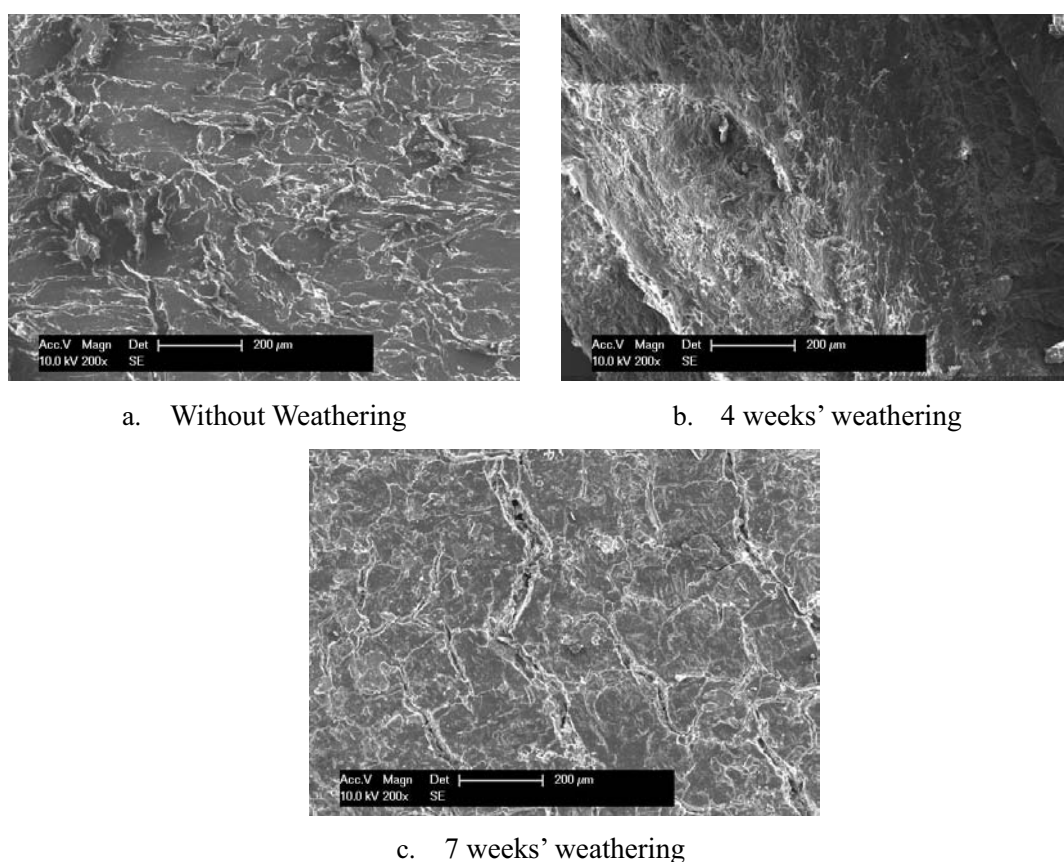 Acc.V Magn Det 200 µm
10.0 kV 200x SE
Acc.V Magn Det 200 µm
10.0 kV 200x SE
a. Without Weathering
b. 4 weeks’ weathering
Acc.V Magn Det 200 µm
10.0 kV 200x SE
c. 7 weeks’ weathering